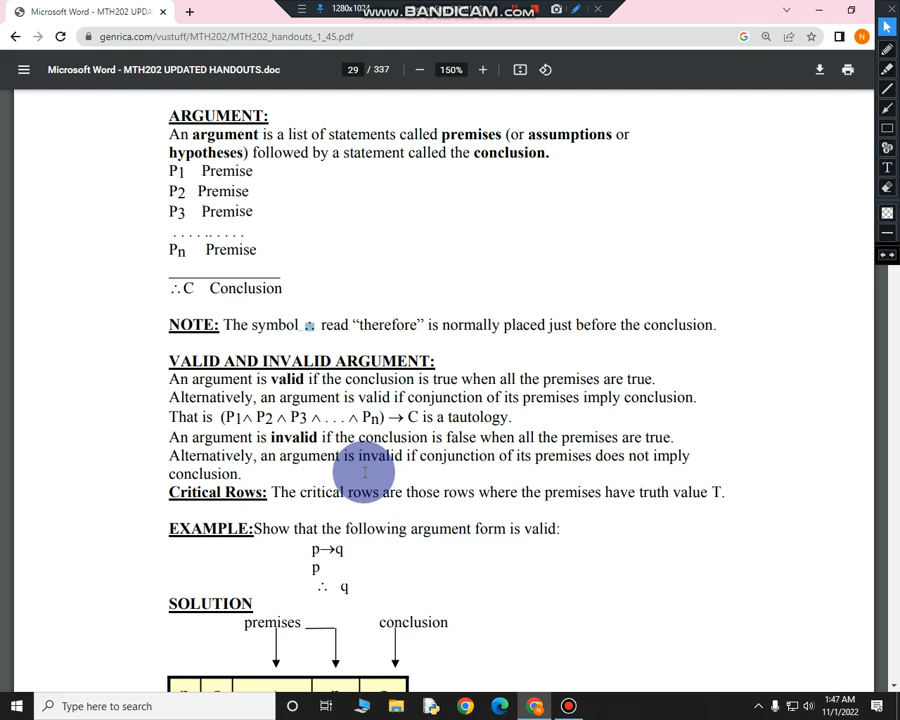 Microsoft Word - MTH202 UPDA
1280x1024
www.BANDICAM.com
genrica.com/vustuff/MTH202/MTH202_handouts_1_45.pdf
N
Microsoft Word - MTH202 UPDATED HANDOUTS.doc
29 / 337
150%
ARGUMENT:
An argument is a list of statements called premises (or assumptions or
hypotheses) followed by a statement called the conclusion.
P1 Premise
P2 Premise
P3 Premise
. . . . . .. . . . . .
Pn Premise
∴C Conclusion
NOTE: The symbol ∴ read “therefore” is normally placed just before the conclusion.
VALID AND INVALID ARGUMENT:
An argument is valid if the conclusion is true when all the premises are true.
Alternatively, an argument is valid if conjunction of its premises imply conclusion.
That is (P1∧ P2 ∧ P3 ∧ . . . ∧ Pn) → C is a tautology.
An argument is invalid if the conclusion is false when all the premises are true.
Alternatively, an argument is invalid if conjunction of its premises does not imply
conclusion.
Critical Rows: The critical rows are those rows where the premises have truth value T.
EXAMPLE:Show that the following argument form is valid:
p→q
p
∴ q
SOLUTION
premises conclusion
Type here to search
1:47 AM
11/1/2022